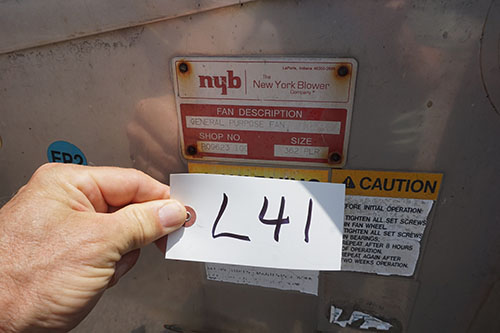 LaPorte, Indiana
nyb
The
New York Blower
Company
FAN DESCRIPTION
GENERAL PURPOSE FAN
SHOP NO.
SIZE
CAUTION
BEFORE INITIAL OPERATION:
TIGHTEN ALL SET SCREWS
IN FAN WHEEL.
TIGHTEN ALL SET SCREWS
IN BEARINGS.
REPEAT AFTER 8 HOURS
REPEAT AGAIN AFTER
TWO WEEKS OPERATION.
L41